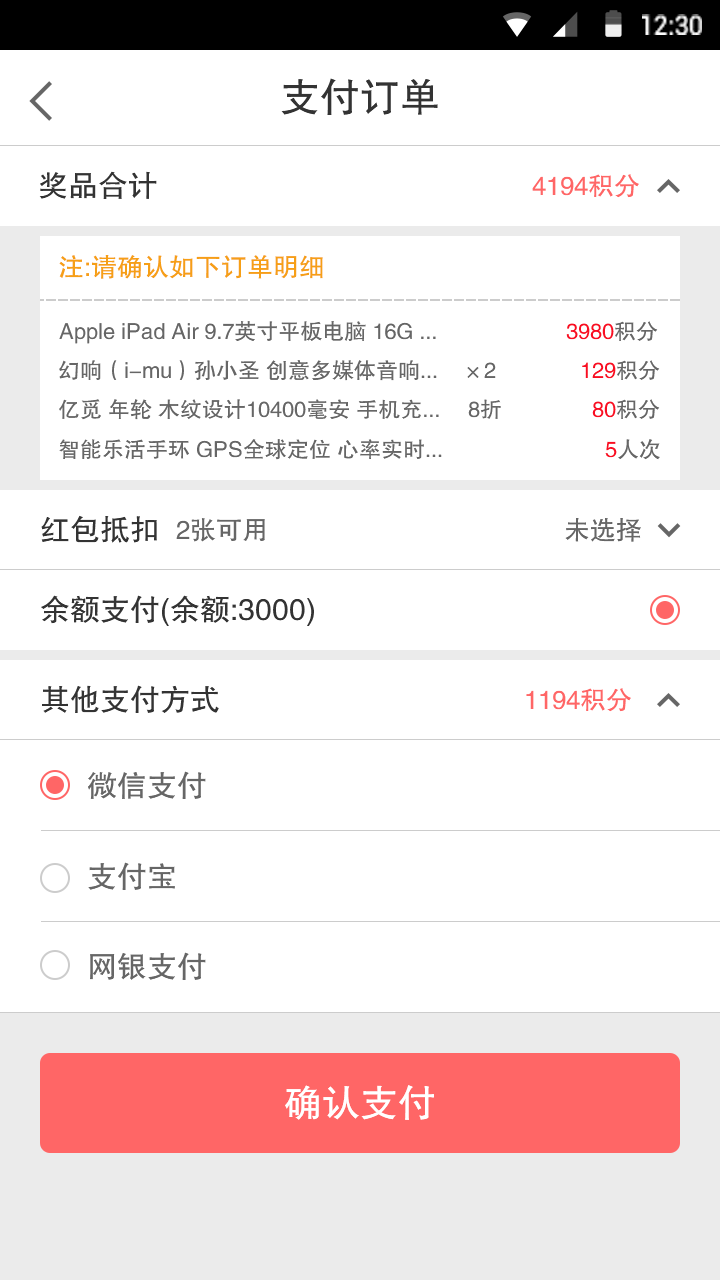 12:30
支付订单
奖品合计 4194积分
注:请确认如下订单明细
Apple iPad Air 9.7英寸平板电脑 16G ... 3980积分
幻响（i-mu）孙小圣 创意多媒体音响... ×2 129积分
亿觅 年轮 木纹设计10400毫安 手机充... 8折 80积分
智能乐活手环 GPS全球定位 心率实时... 5人次
红包抵扣 2张可用 未选择
余额支付(余额:3000)
其他支付方式 1194积分
微信支付
支付宝
网银支付
确认支付